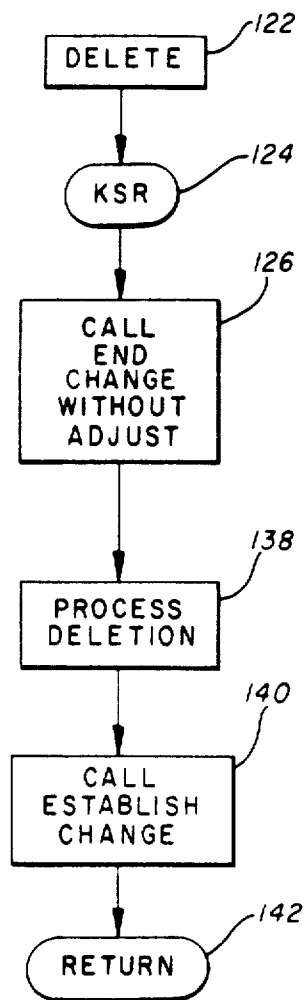 122
DELETE
124
KSR
126
CALL
END
CHANGE
WITHOUT
ADJUST
138
PROCESS
DELETION
140
CALL
ESTABLISH
CHANGE
142
RETURN